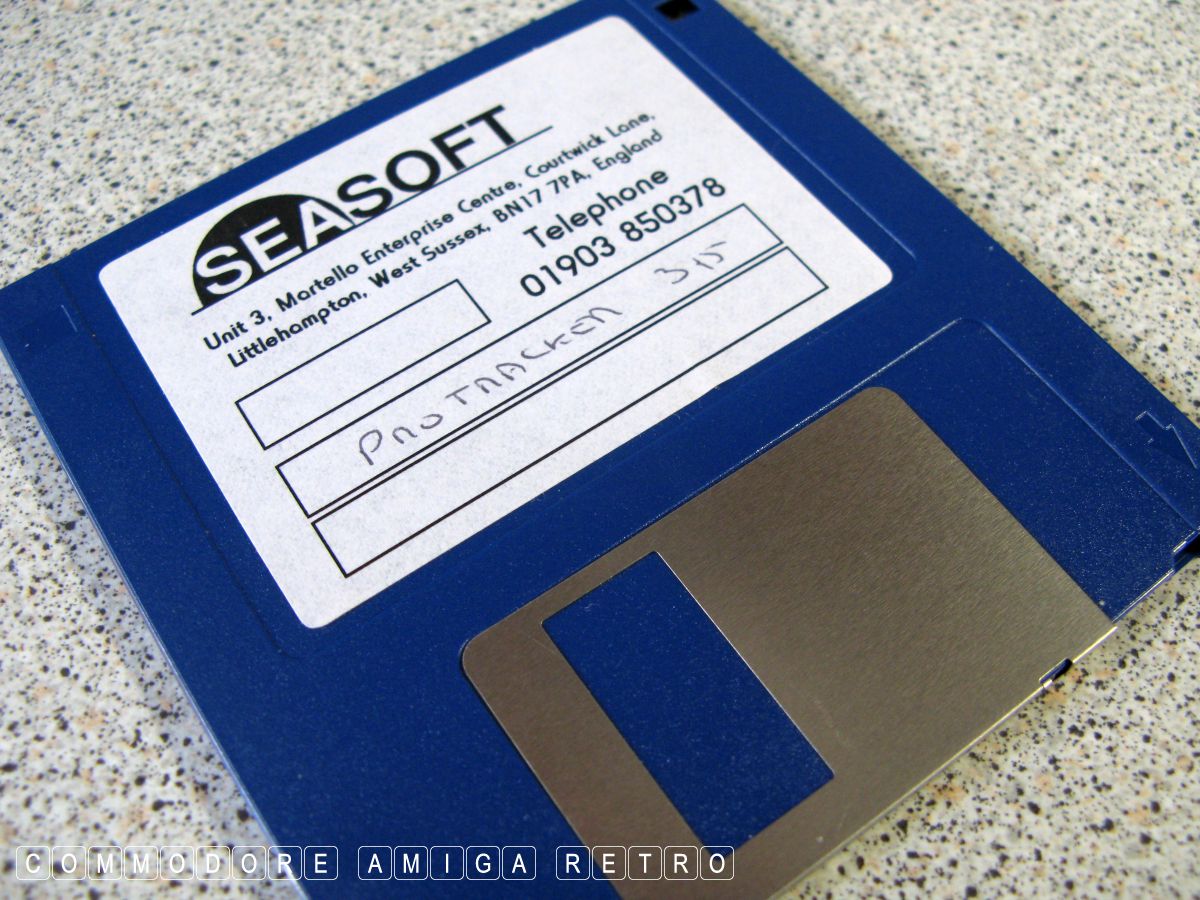 SEASOFT
Unit 3, Martello Enterprise Centre, Courtwick Lane,
Littlehampton, West Sussex, BN17 7PA, England
Telephone
01903 850378
PROTRACKER 3.15
COMMODORE AMIGA RETRO